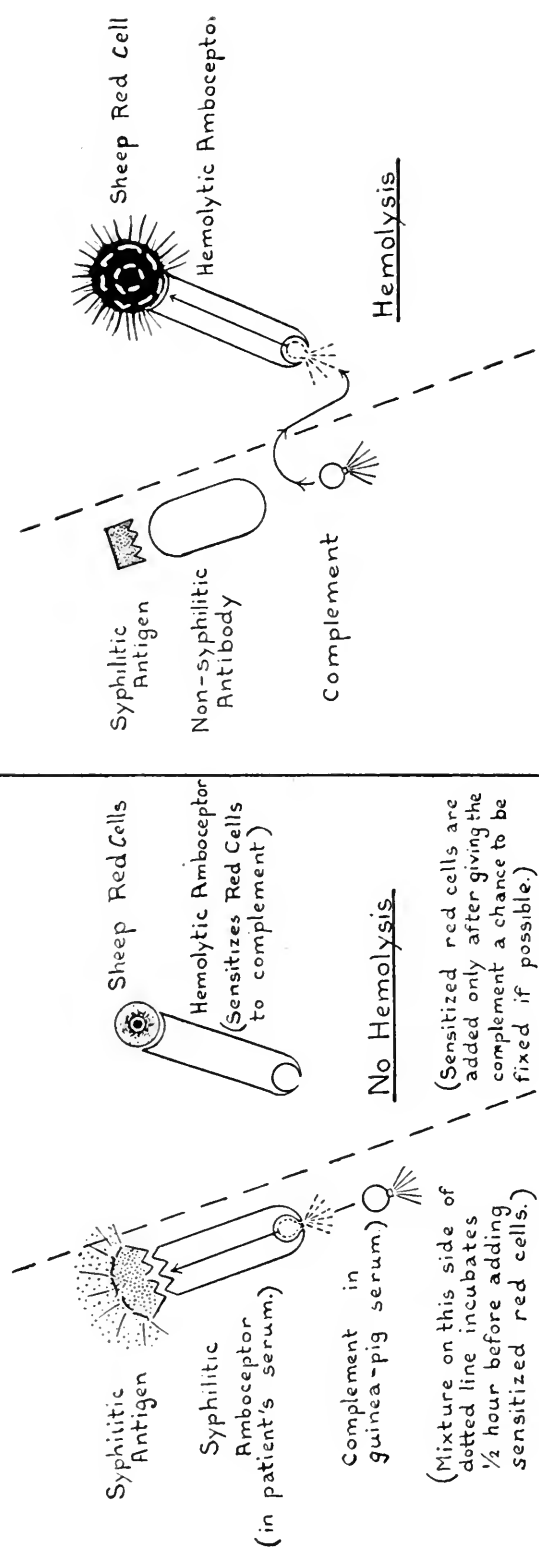 Syphilitic
Antigen
Syphilitic
Amboceptor
(in patient's serum.)
Complement in
guinea-pig serum.)
(Mixture on this side of
dotted line incubates
½ hour before adding
sensitized red cells.)
Sheep Red Cells
Hemolytic Amboceptor
(Sensitizes Red Cells
to complement)
No Hemolysis
(Sensitized red cells are
added only after giving the
complement a chance to be
fixed if possible.)
Syphilitic
Antigen
Non-syphilitic
Antibody
Complement
Sheep Red Cell
Hemolytic Amboceptor
Hemolysis